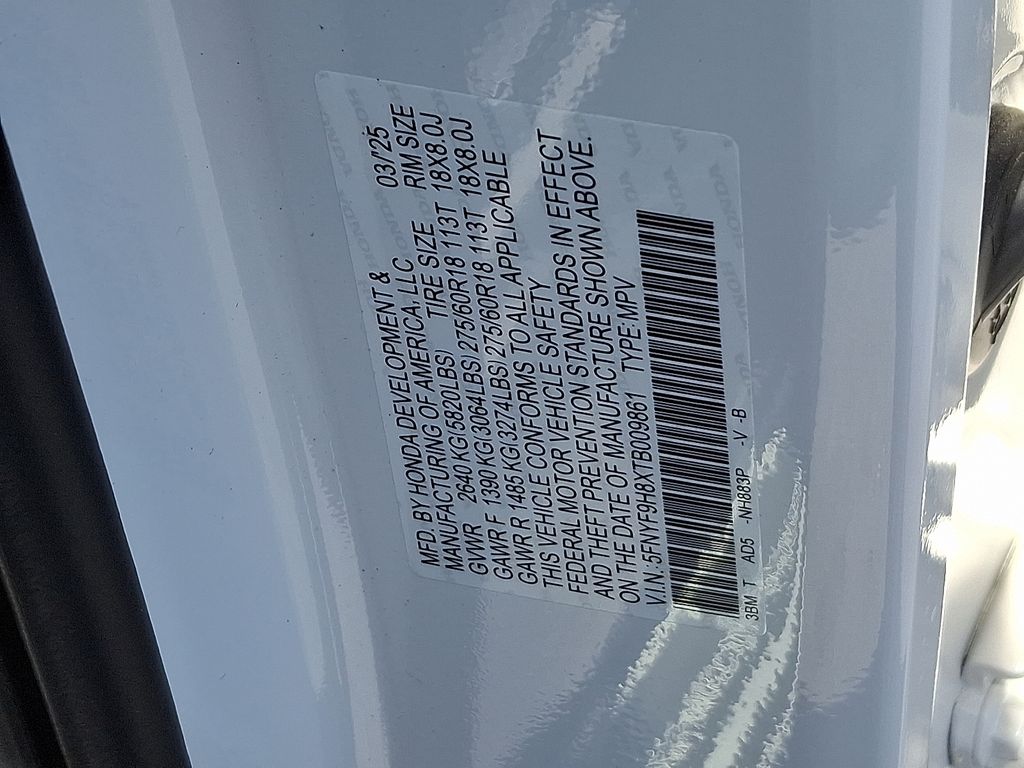 MFD. BY HONDA DEVELOPMENT & 03/25
MANUFACTURING OF AMERICA, LLC
TIRE SIZE RIM SIZE
GVWR 2640 KG(5820LBS)
GAWR F 1390 KG(3064LBS) 275/60R18 113T 18X8.0J
GAWR R 1485 KG(3274LBS) 275/60R18 113T 18X8.0J
THIS VEHICLE CONFORMS TO ALL APPLICABLE
FEDERAL MOTOR VEHICLE SAFETY
AND THEFT PREVENTION STANDARDS IN EFFECT
ON THE DATE OF MANUFACTURE SHOWN ABOVE.
V.I.N.:5FNYF9H8XTB009861 TYPE:MPV
3BM T AD5 -NH883P -V -B